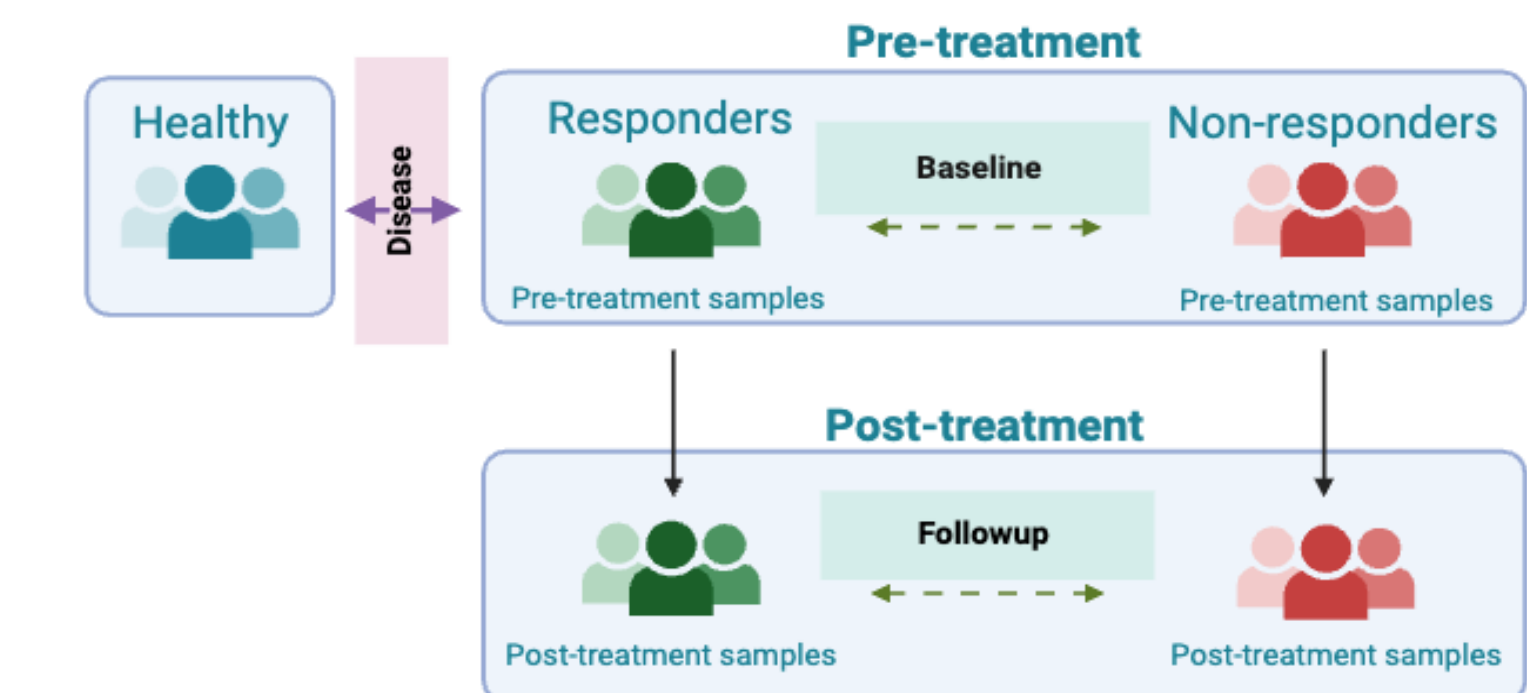 Pre-treatment
Healthy
Disease
Responders
Baseline
Non-responders
Pre-treatment samples
Pre-treatment samples
Post-treatment
Followup
Post-treatment samples
Post-treatment samples